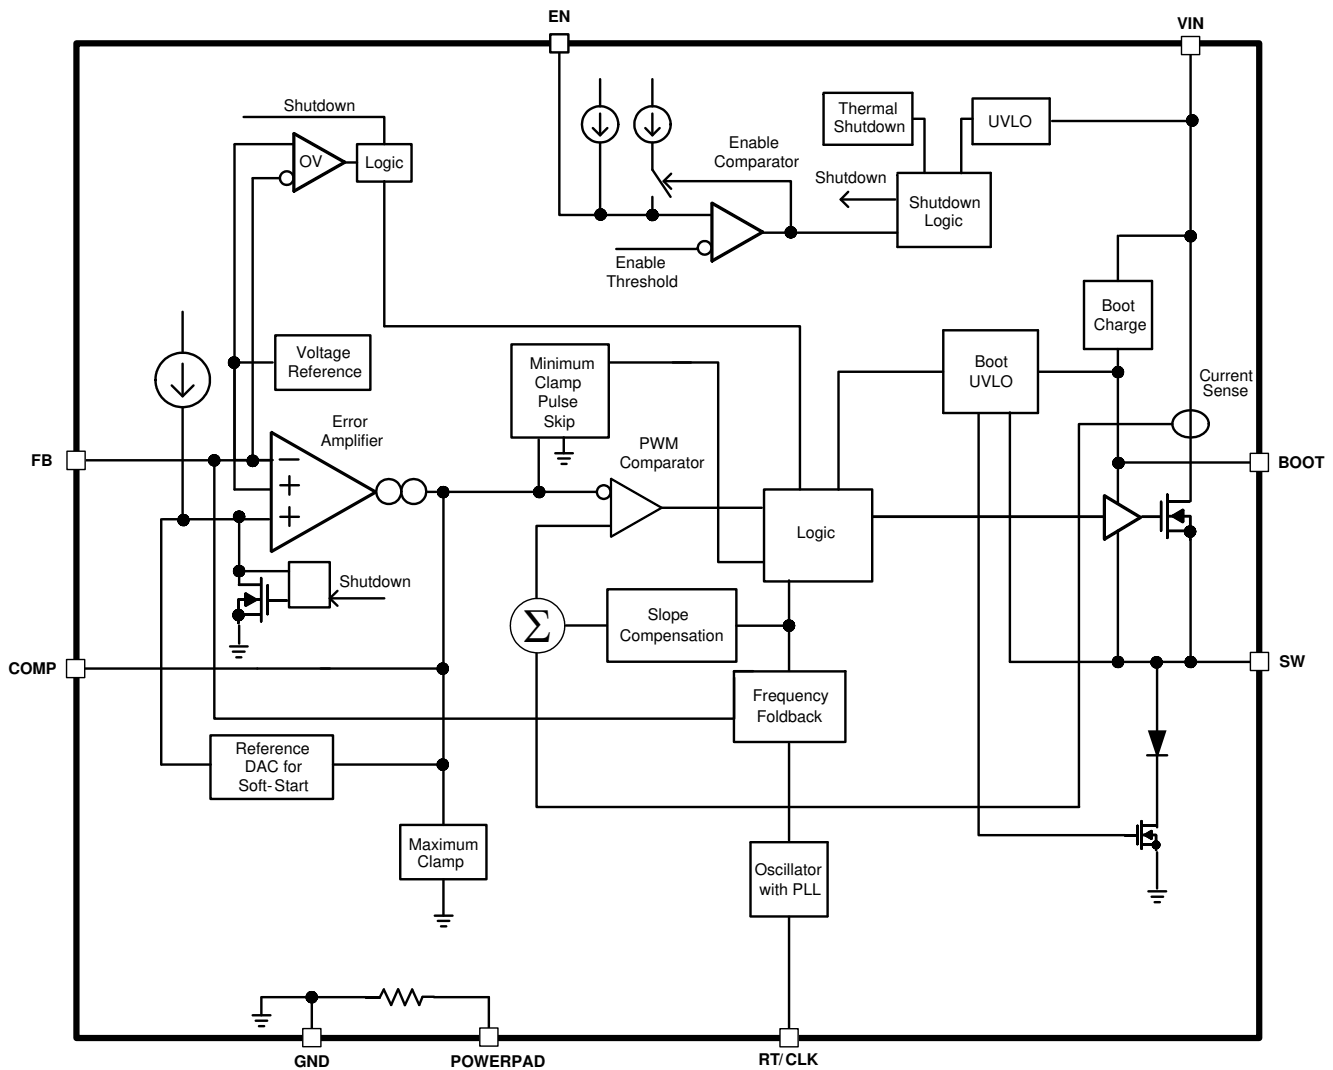 EN
VIN
Shutdown
OV
Logic
Enable
Comparator
Thermal
Shutdown
UVLO
Shutdown
Shutdown
Logic
Enable
Threshold
Boot
Charge
Voltage
Reference
Minimum
Clamp
Pulse
Skip
Boot
UVLO
Current
Sense
Error
Amplifier
PWM
Comparator
FB
−
+
+
BOOT
Logic
Shutdown
Σ
Slope
Compensation
COMP
SW
Frequency
Foldback
Reference
DAC for
Soft-Start
Maximum
Clamp
Oscillator
with PLL
GND
POWERPAD
RT/CLK